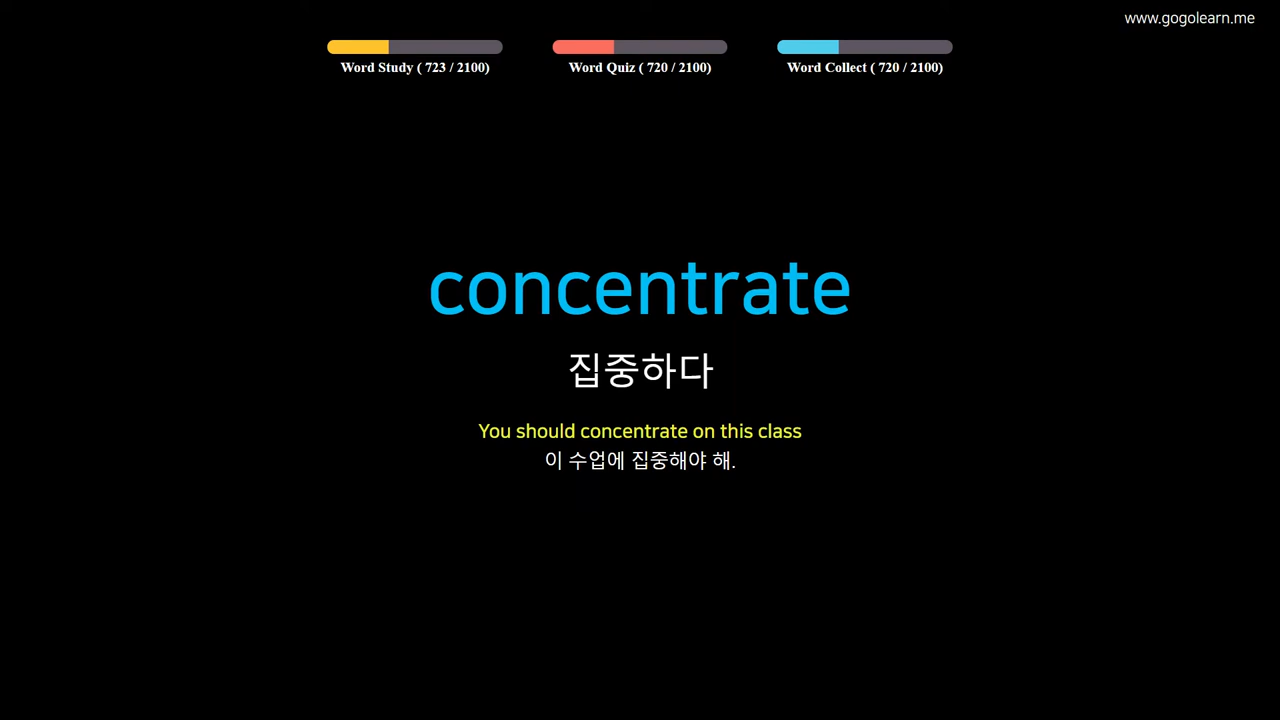 www.gogolearn.me
Word Study ( 723 / 2100)
Word Quiz ( 720 / 2100)
Word Collect ( 720 / 2100)
concentrate
집중하다
You should concentrate on this class
이 수업에 집중해야 해.